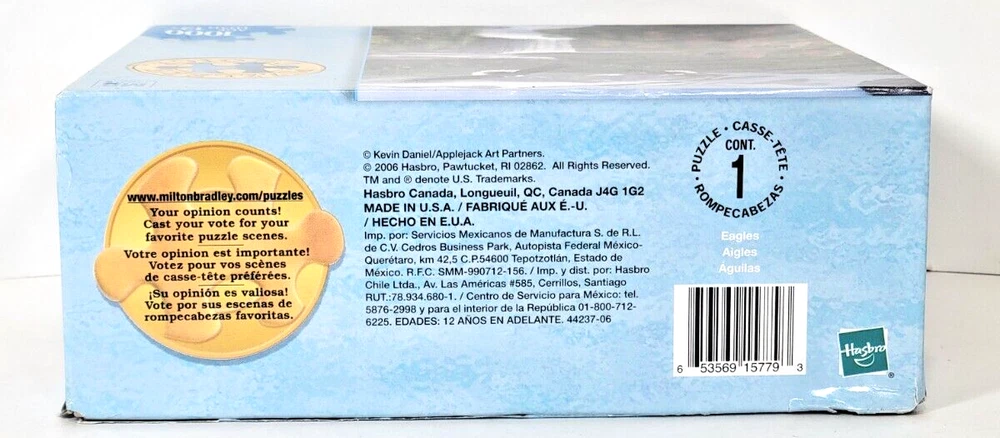 1000
www.miltonbradley.com/puzzles
Your opinion counts!
Cast your vote for your
favorite puzzle scenes.
Votre opinion est importante!
Votez pour vos scènes
de casse-tête préférées.
¡Su opinión es valiosa!
Vote por sus escenas de
rompecabezas favoritas.
© Kevin Daniel/Applejack Art Partners.
© 2006 Hasbro, Pawtucket, RI 02862. All Rights Reserved.
TM and ® denote U.S. Trademarks.
Hasbro Canada, Longueuil, QC, Canada J4G 1G2
MADE IN U.S.A. / FABRIQUÉ AUX É.-U.
/ HECHO EN E.U.A.
Imp. por: Servicios Mexicanos de Manufactura S. de R.L.
de C.V. Cedros Business Park, Autopista Federal México-
Querétaro, km 42,5 C.P.54600 Tepotzotlán, Estado de
México. R.F.C. SMM-990712-156. / Imp. y dist. por: Hasbro
Chile Ltda., Av. Las Américas #585, Cerrillos, Santiago
RUT.:78.934.680-1. / Centro de Servicio para México: tel.
5876-2998 y para el interior de la República 01-800-712-
6225. EDADES: 12 AÑOS EN ADELANTE. 44237-06
PUZZLE • CASSE-TÊTE • ROMPECABEZAS •
CONT.
1
Eagles
Aigles
Aguilas
6 53569 15779 3
Hasbro
®